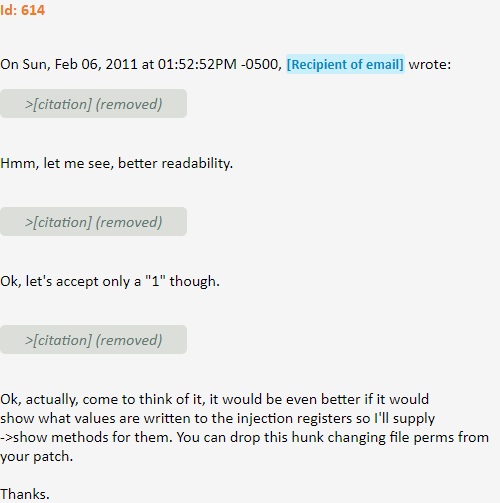 Id: 614
On Sun, Feb 06, 2011 at 01:52:52PM -0500, [Recipient of email] wrote:
>[citation] (removed)
Hmm, let me see, better readability.
>[citation] (removed)
Ok, let's accept only a "1" though.
>[citation] (removed)
Ok, actually, come to think of it, it would be even better if it would
show what values are written to the injection registers so I'll supply
->show methods for them. You can drop this hunk changing file perms from
your patch.
Thanks.